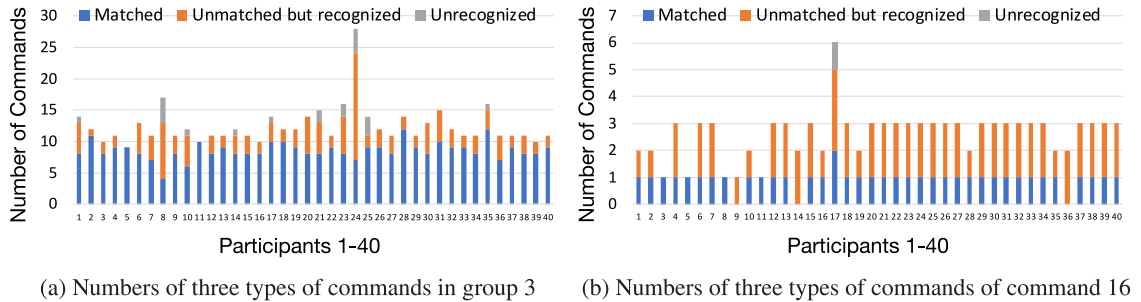 Matched Unmatched but recognized Unrecognized
30
25
20
15
10
5
0
Number of Commands
1 2 3 4 5 6 7 8 9 10 11 12 13 14 15 16 17 18 19 20 21 22 23 24 25 26 27 28 29 30 31 32 33 34 35 36 37 38 39 40
Participants 1-40
(a) Numbers of three types of commands in group 3
Matched Unmatched but recognized Unrecognized
7
6
5
4
3
2
1
0
Number of Commands
1 2 3 4 5 6 7 8 9 10 11 12 13 14 15 16 17 18 19 20 21 22 23 24 25 26 27 28 29 30 31 32 33 34 35 36 37 38 39 40
Participants 1-40
(b) Numbers of three types of commands of command 16